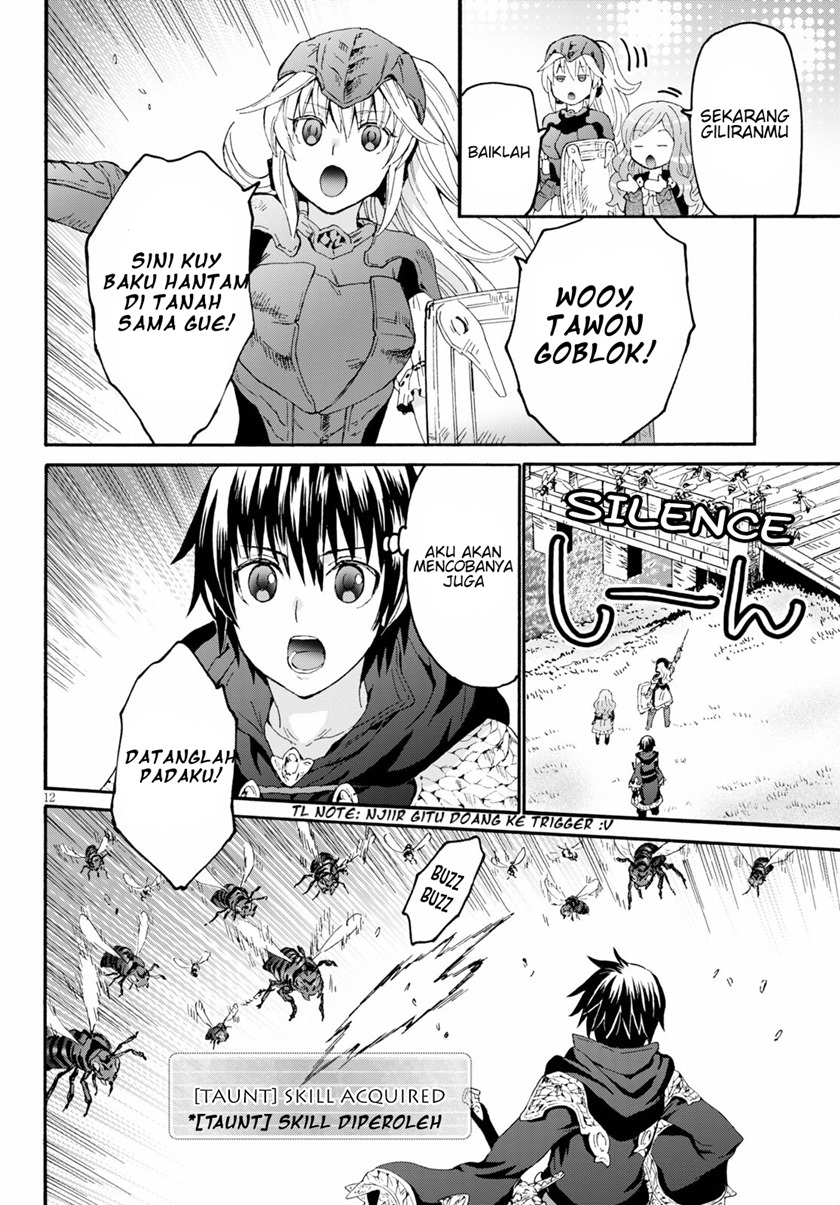 SEKARANG
GILIRANMU
BAIKLAH
WOOY,
TAWON
GOBLOK!
SINI KUY
BAKU HANTAM
DI TANAH
SAMA GUE!
SILENCE
しーん
AKU AKAN
MENCOBANYA
JUGA
DATANGLAH
PADAKU!
12
TL NOTE: NJIIR GITU DOANG KE TRIGGER :V
BUZZ
BUZZ
[TAUNT] SKILL ACQUIRED
*[TAUNT] SKILL DIPEROLEH